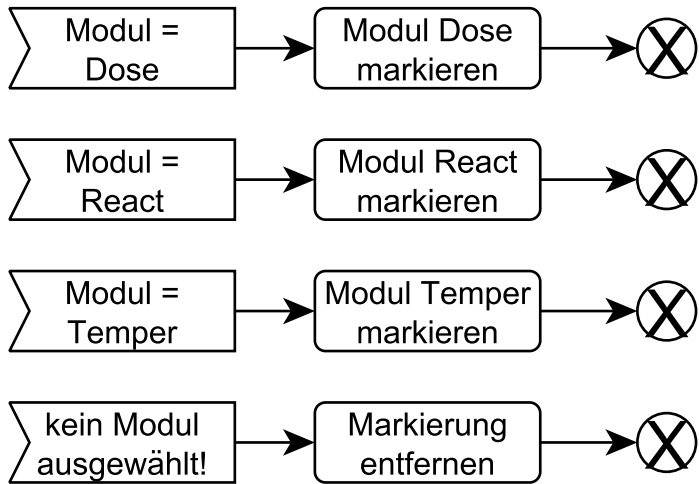 Modul =
Dose
Modul Dose
markieren
X
Modul =
React
Modul React
markieren
X
Modul =
Temper
Modul Temper
markieren
X
kein Modul
ausgewählt!
Markierung
entfernen
X